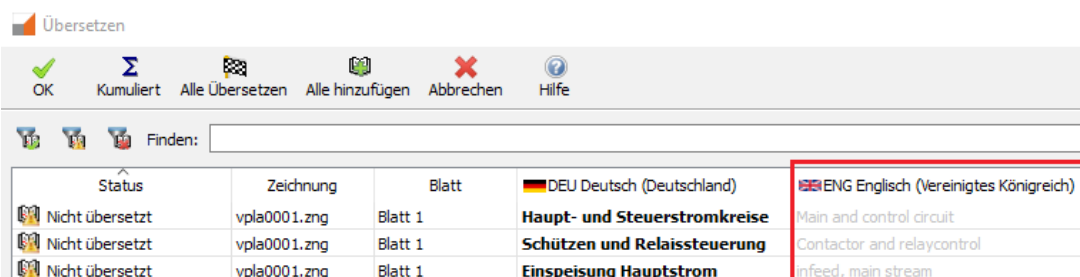 Übersetzen
OK Kumuliert Alle Übersetzen Alle hinzufügen Abbrechen Hilfe
Finden:
Status Zeichnung Blatt DEU Deutsch (Deutschland) ENG Englisch (Vereinigtes Königreich)
Nicht übersetzt vpla0001.zng Blatt 1 Haupt- und Steuerstromkreise Main and control circuit
Nicht übersetzt vpla0001.zng Blatt 1 Schützen und Relaissteuerung Contactor and relaycontrol
Nicht übersetzt vpla0001.zng Blatt 1 Einspeisung Hauptstrom infeed, main stream